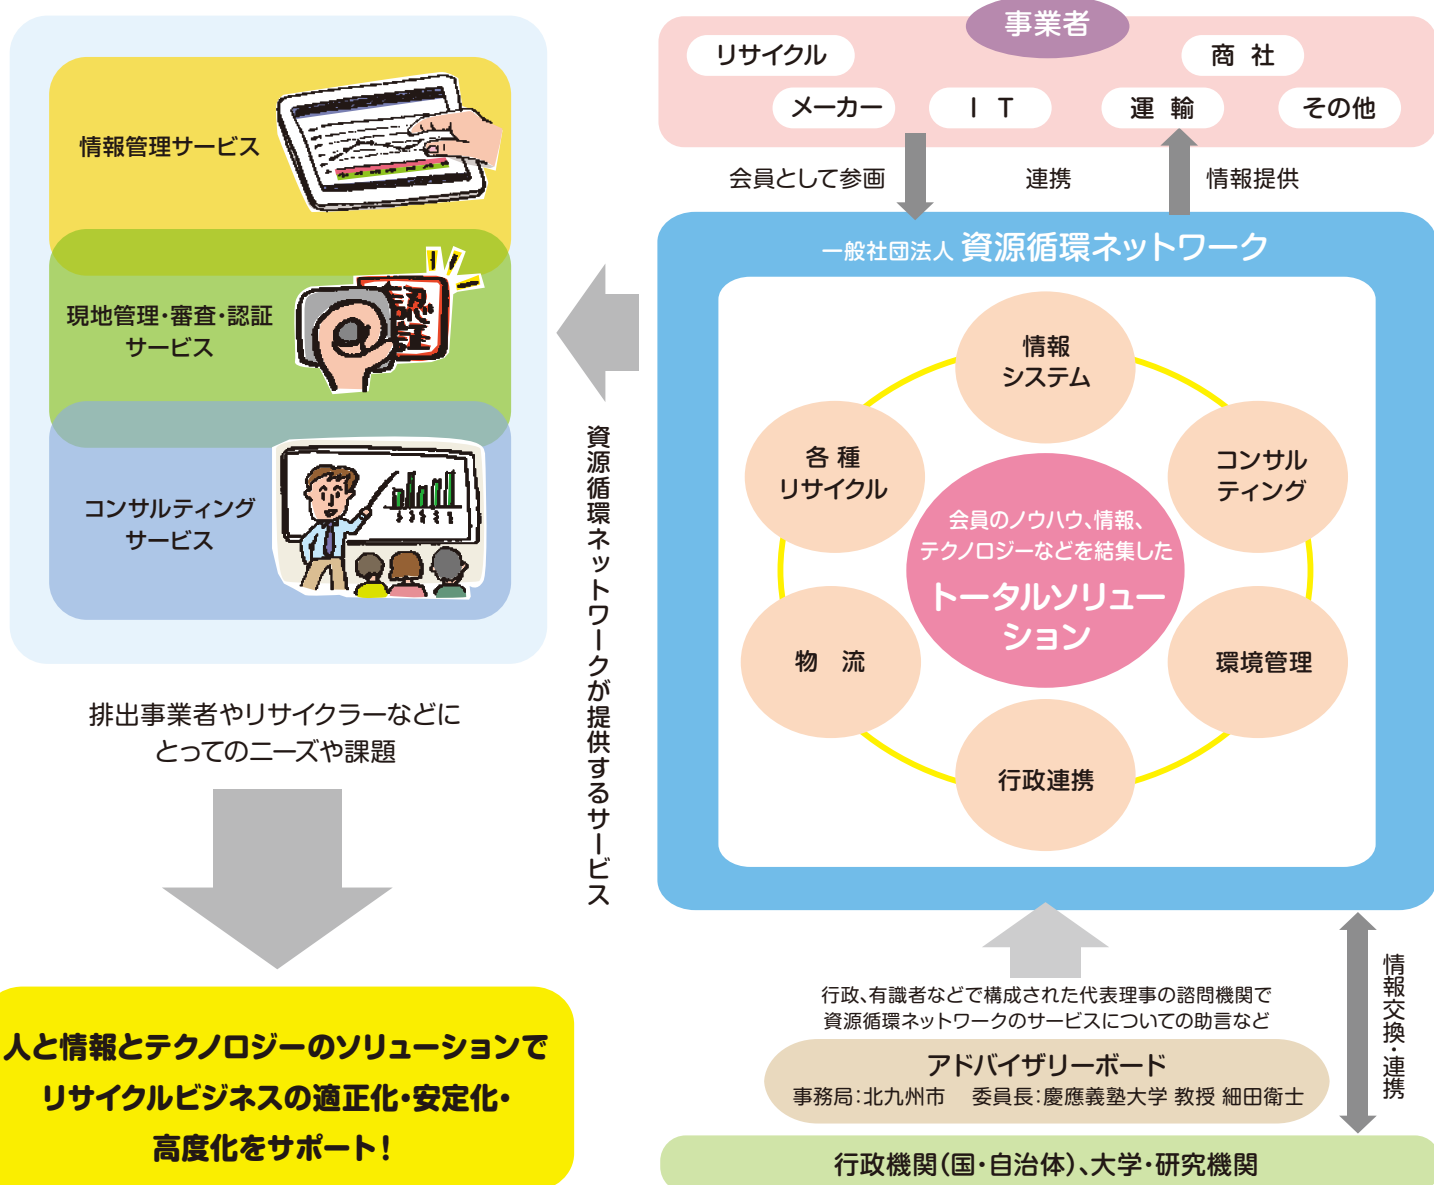 情報管理サービス
現地管理・審査・認証
サービス
認証
コンサルティング
サービス
排出事業者やリサイクラーなどに
とってのニーズや課題
人と情報とテクノロジーのソリューションで
リサイクルビジネスの適正化・安定化・
高度化をサポート！
資源循環ネットワークが提供するサービス
事業者
リサイクル
商 社
メーカー
I T
運 輸
その他
会員として参画
連携
情報提供
一般社団法人 資源循環ネットワーク
情報
システム
各 種
リサイクル
コンサル
ティング
会員のノウハウ、情報、
テクノロジーなどを結集した
トータルソリュー
ション
物 流
環境管理
行政連携
行政、有識者などで構成された代表理事の諮問機関で
資源循環ネットワークのサービスについての助言など
アドバイザリーボード
事務局：北九州市 委員長：慶應義塾大学 教授 細田衛士
情報交換・連携
行政機関（国・自治体）、大学・研究機関